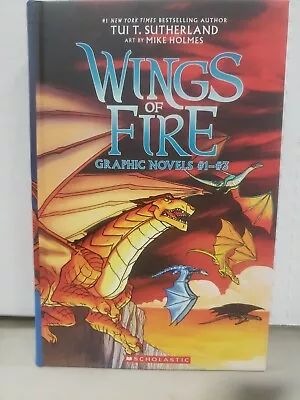 #1 NEW YORK TIMES BESTSELLING AUTHOR
TUI T. SUTHERLAND
ART BY MIKE HOLMES
WINGS
OF
FIRE
GRAPHIC NOVELS #1–#3
SCHOLASTIC